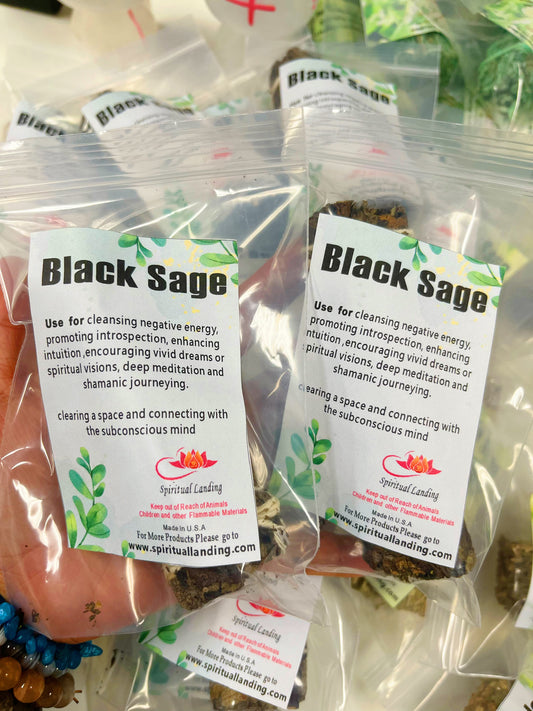 Black Sage
Black Sage
Black Sage
Black Sage
Use for cleansing negative energy,
promoting introspection, enhancing
intuition ,encouraging vivid dreams or
spiritual visions, deep meditation and
shamanic journeying.
clearing a space and connecting with
the subconscious mind
Spiritual Landing
Keep out of Reach of Animals
Children and other Flammable Materials
Made in U.S.A
For More Products Please go to
www.spirituallanding.com
Black Sage
Use for cleansing negative energy,
promoting introspection, enhancing
intuition ,encouraging vivid dreams or
spiritual visions, deep meditation and
shamanic journeying.
clearing a space and connecting with
the subconscious mind
Spiritual Landing
Keep out of Reach of Animals
Children and other Flammable Materials
Made in U.S.A
For More Products Please go to
www.spirituallanding.com
Spiritual Landing
Keep out of Reach of Animals
Children and other Flammable Materials
Made in U.S.A
For More Products Please go to
www.spirituallanding.com